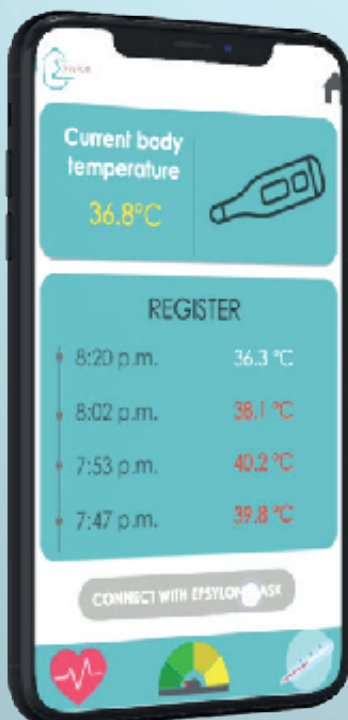 Current body
temperature
36.8°C
REGISTER
8:20 p.m. 36.3 °C
8:02 p.m. 38.1 °C
7:53 p.m. 40.2 °C
7:47 p.m. 39.8 °C
CONNECT WITH EPSYLON